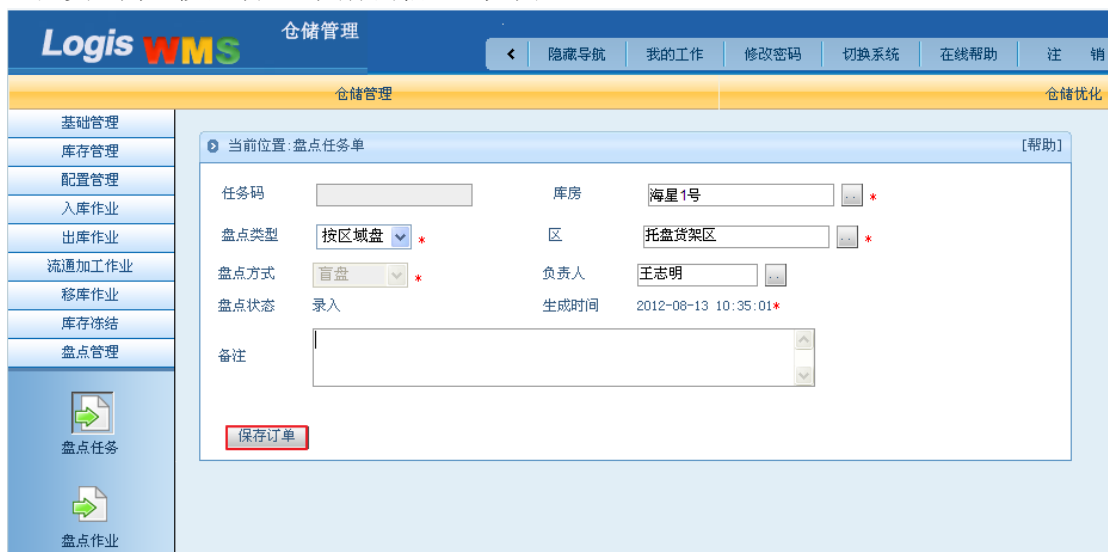 Logis WMS
仓储管理
隐藏导航 我的工作 修改密码 切换系统 在线帮助 注 销
仓储管理 仓储优化
基础管理
库存管理
配置管理
入库作业
出库作业
流通加工作业
移库作业
库存冻结
盘点管理
盘点任务
盘点作业
当前位置:盘点任务单 [帮助]
任务码 库房 海星1号 .. *
盘点类型 按区域盘 * 区 托盘货架区 .. *
盘点方式 盲盘 * 负责人 王志明 ..
盘点状态 录入 生成时间 2012-08-13 10:35:01*
备注
保存订单